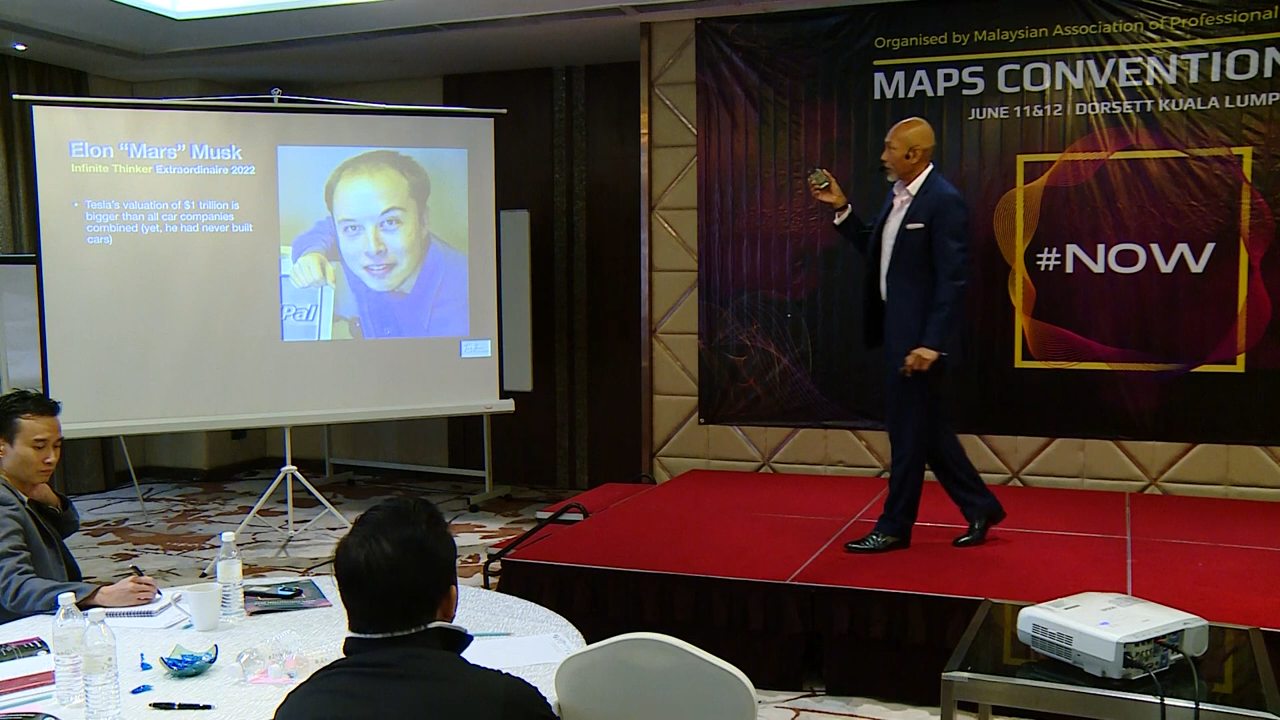 Elon “Mars” Musk
Infinite Thinker Extraordinaire 2022
• Tesla's valuation of $1 trillion is
bigger than all car companies
combined (yet, he had never built
cars)
Pal
Organised by Malaysian Association of Professional
MAPS CONVENTION
JUNE 11&12 | DORSETT KUALA LUMP
#NOW